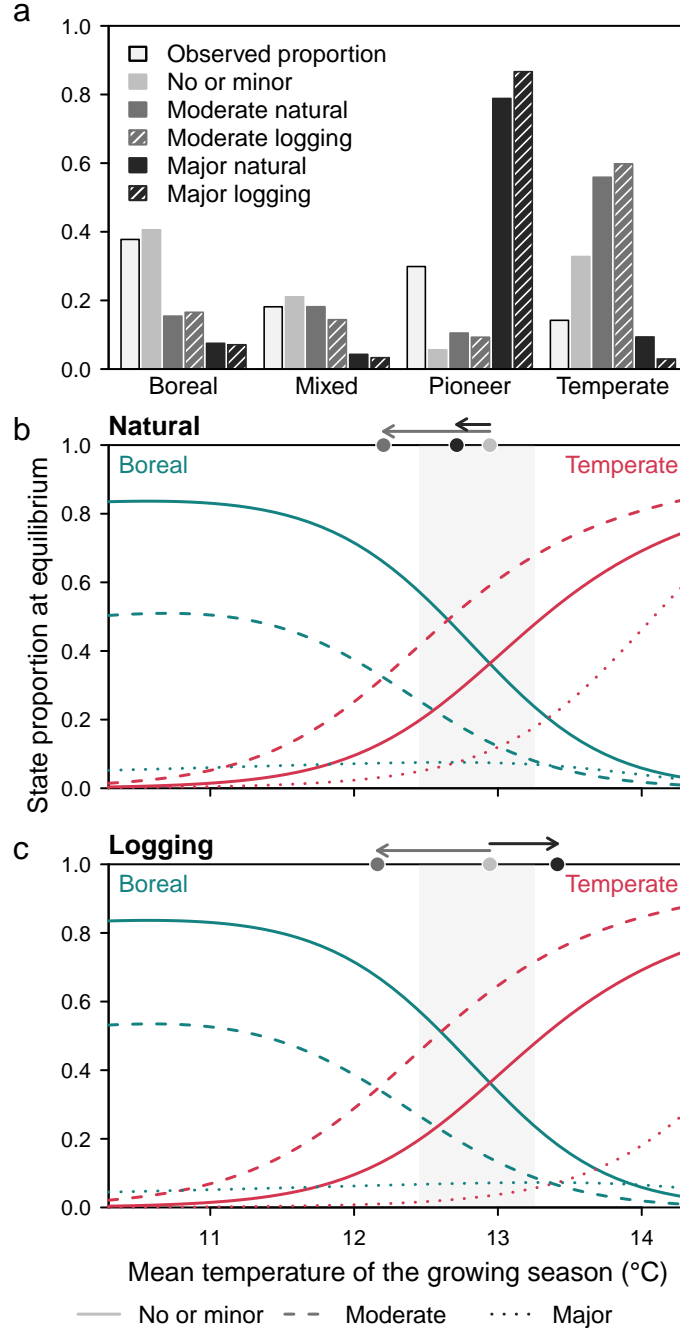 a
1.0
0.8
0.6
0.4
0.2
0.0
Observed proportion
No or minor
Moderate natural
Moderate logging
Major natural
Major logging
Boreal Mixed Pioneer Temperate
b Natural
1.0
0.8
0.6
0.4
0.2
0.0
Boreal Temperate
State proportion at equilibrium
c Logging
1.0
0.8
0.6
0.4
0.2
0.0
Boreal Temperate
11 12 13 14
Mean temperature of the growing season (°C)
No or minor Moderate Major